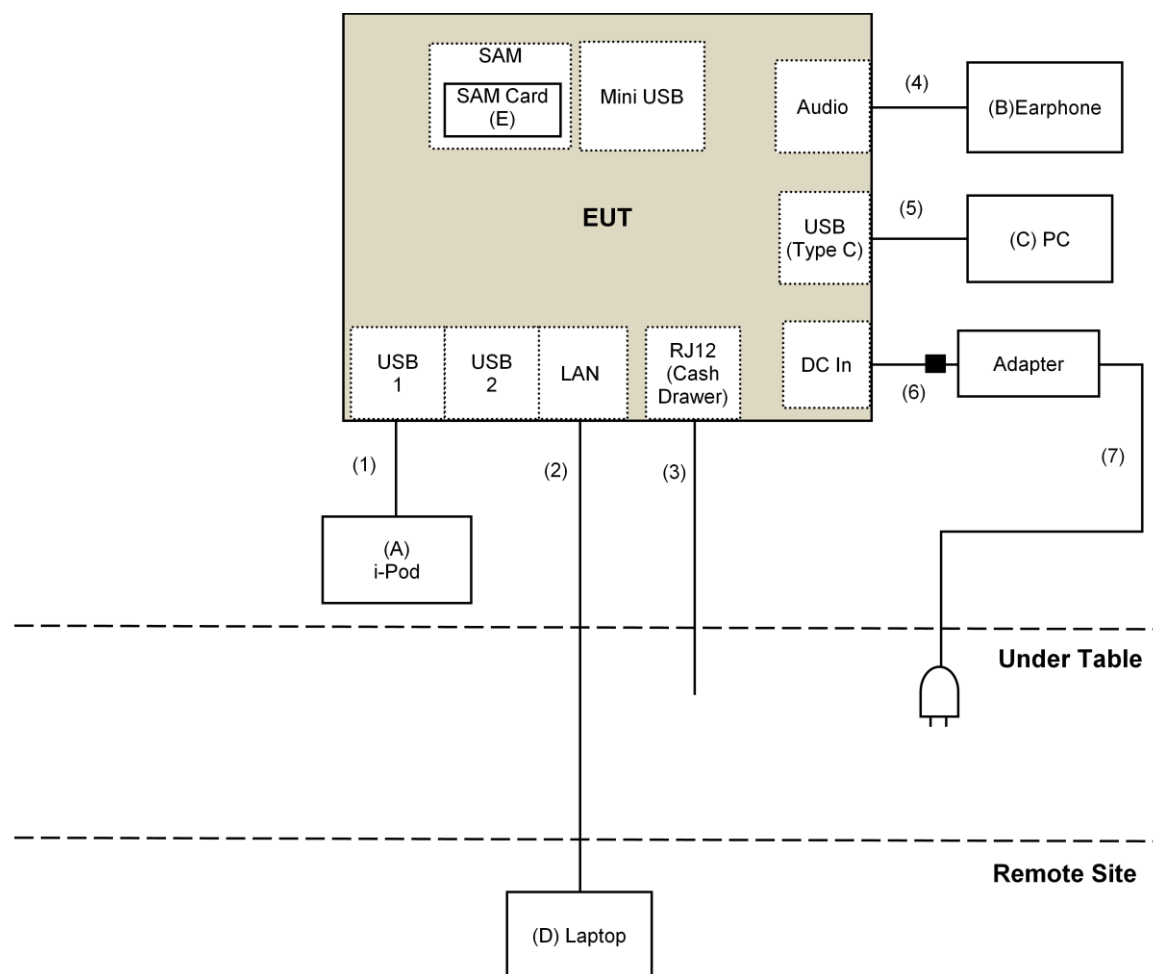 SAM
SAM Card
(E)
Mini USB
Audio
(4)
(B)Earphone
EUT
USB
(Type C)
(5)
(C) PC
USB
1
USB
2
LAN
RJ12
(Cash
Drawer)
DC In
(6)
Adapter
(1)
(2)
(3)
(7)
(A)
i-Pod
Under Table
Remote Site
(D) Laptop